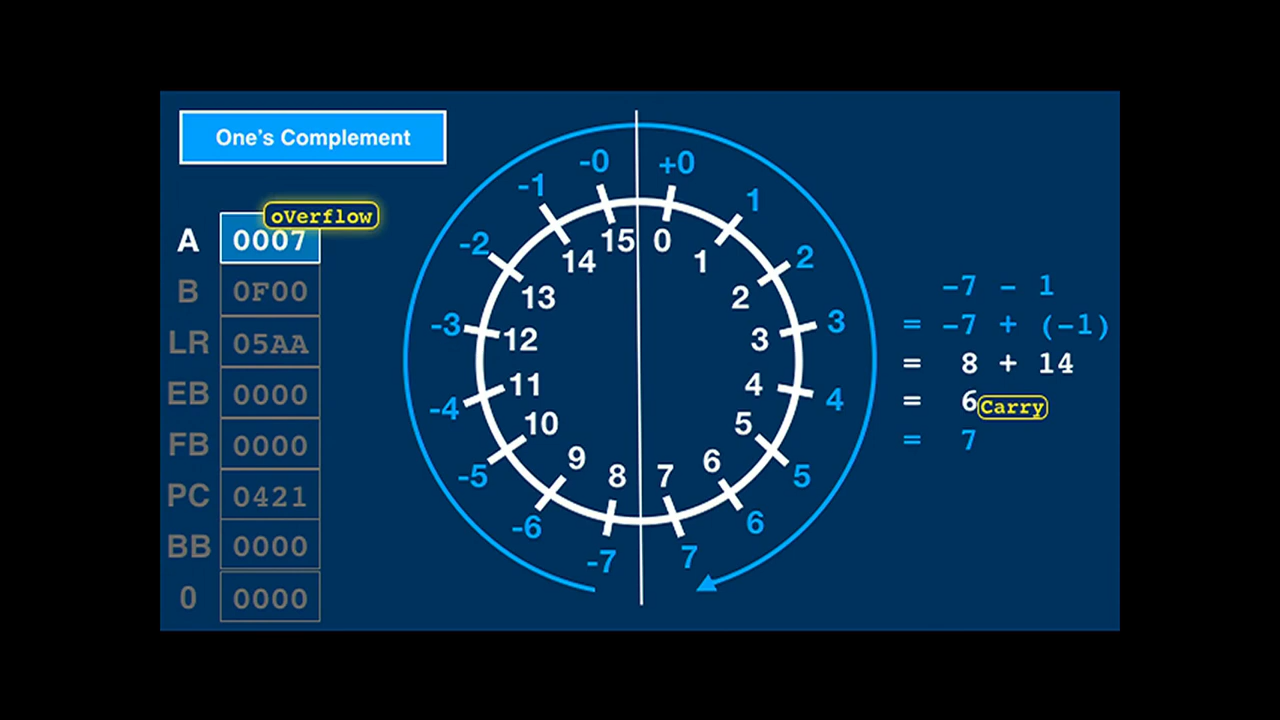 One's Complement
oVerflow
A 0007
B 0F00
LR 05AA
EB 0000
FB 0000
PC 0421
BB 0000
0 0000
-0 +0
-1 1
-2 2
-3 3
-4 4
-5 5
-6 6
-7 7
15 0
14 1
13 2
12 3
11 4
10 5
9 6
8 7
-7 - 1
= -7 + (-1)
= 8 + 14
= 6 Carry
= 7